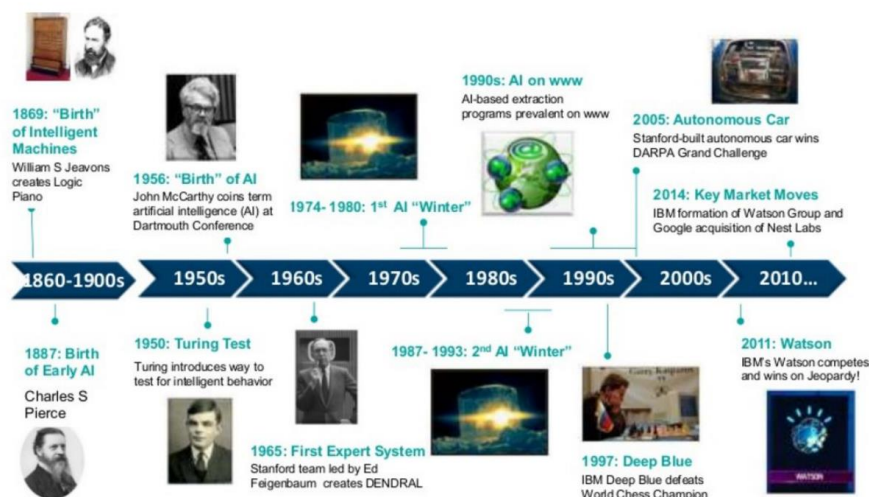 1869: "Birth"
of Intelligent
Machines
William S Jeavons
creates Logic
Piano
1956: "Birth" of AI
John McCarthy coins term
artificial intelligence (AI) at
Dartmouth Conference
1974- 1980: 1st AI "Winter"
1990s: AI on www
AI-based extraction
programs prevalent on www
2005: Autonomous Car
Stanford-built autonomous car wins
DARPA Grand Challenge
2014: Key Market Moves
IBM formation of Watson Group and
Google acquisition of Nest Labs
1860-1900s
1950s
1960s
1970s
1980s
1990s
2000s
2010...
1887: Birth
of Early AI
Charles S
Pierce
1950: Turing Test
Turing introduces way to
test for intelligent behavior
1965: First Expert System
Stanford team led by Ed
Feigenbaum creates DENDRAL
1987- 1993: 2nd AI "Winter"
Garry Kasparov
1997: Deep Blue
IBM Deep Blue defeats
World Chess Champion
2011: Watson
IBM's Watson competes
and wins on Jeopardy!
WATSON